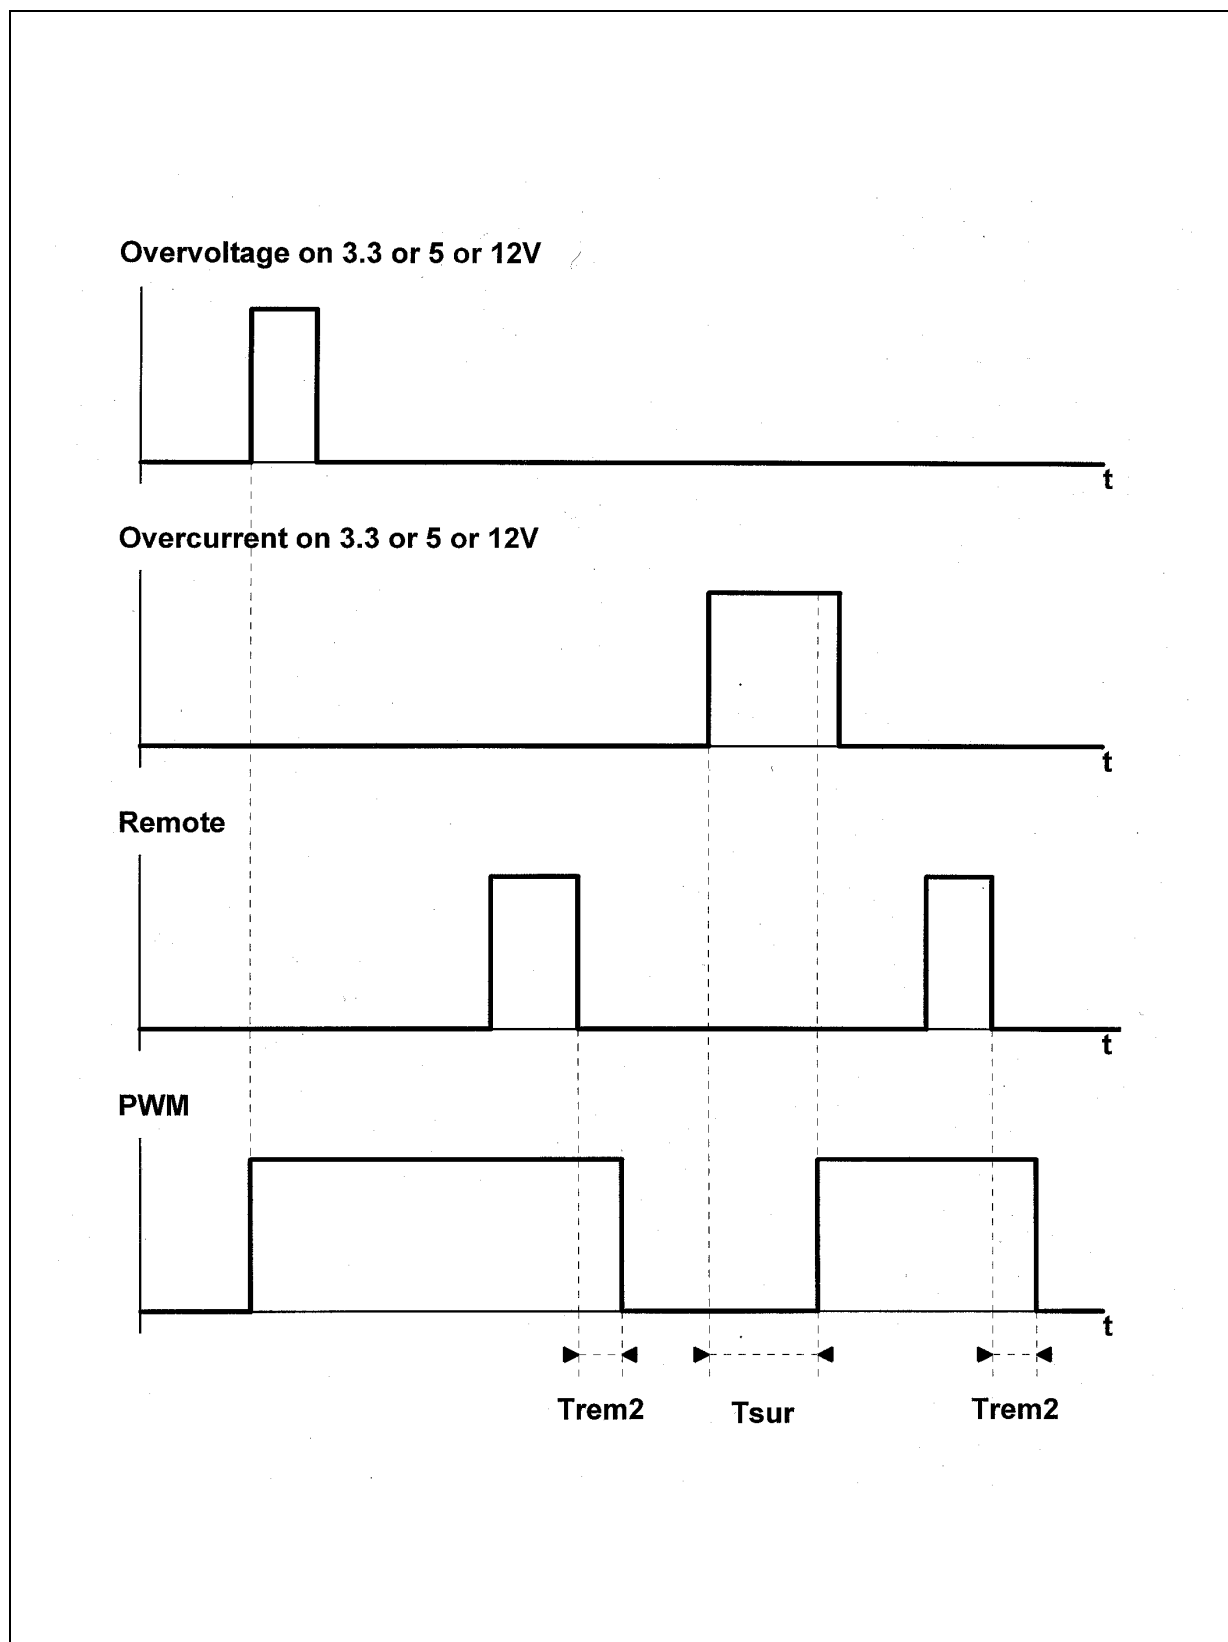 Overvoltage on 3.3 or 5 or 12V
t
Overcurrent on 3.3 or 5 or 12V
t
Remote
t
PWM
t
Trem2 Tsur Trem2